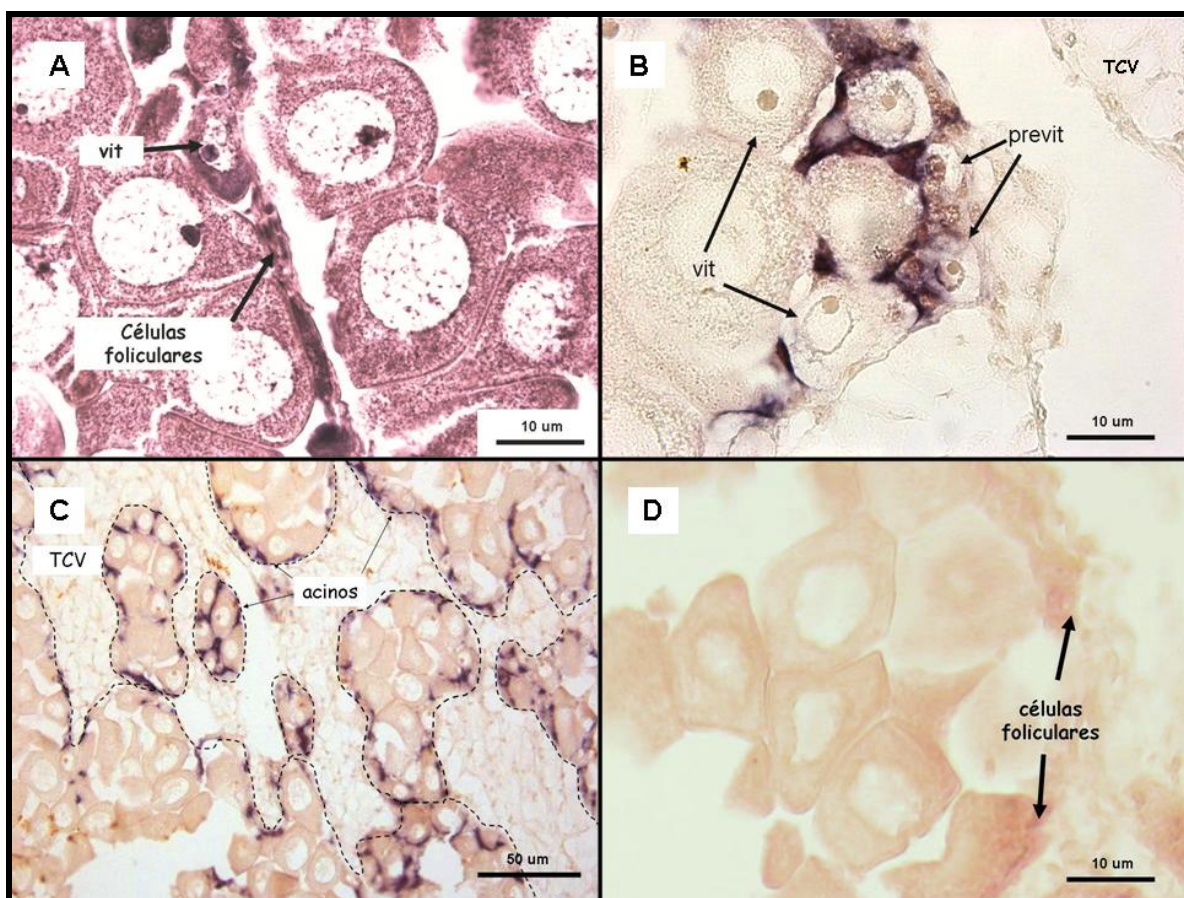 A
vit
Células
foliculares
10 um
B
TCV
previt
vit
10 um
C
TCV
acinos
50 um
D
células
foliculares
10 um